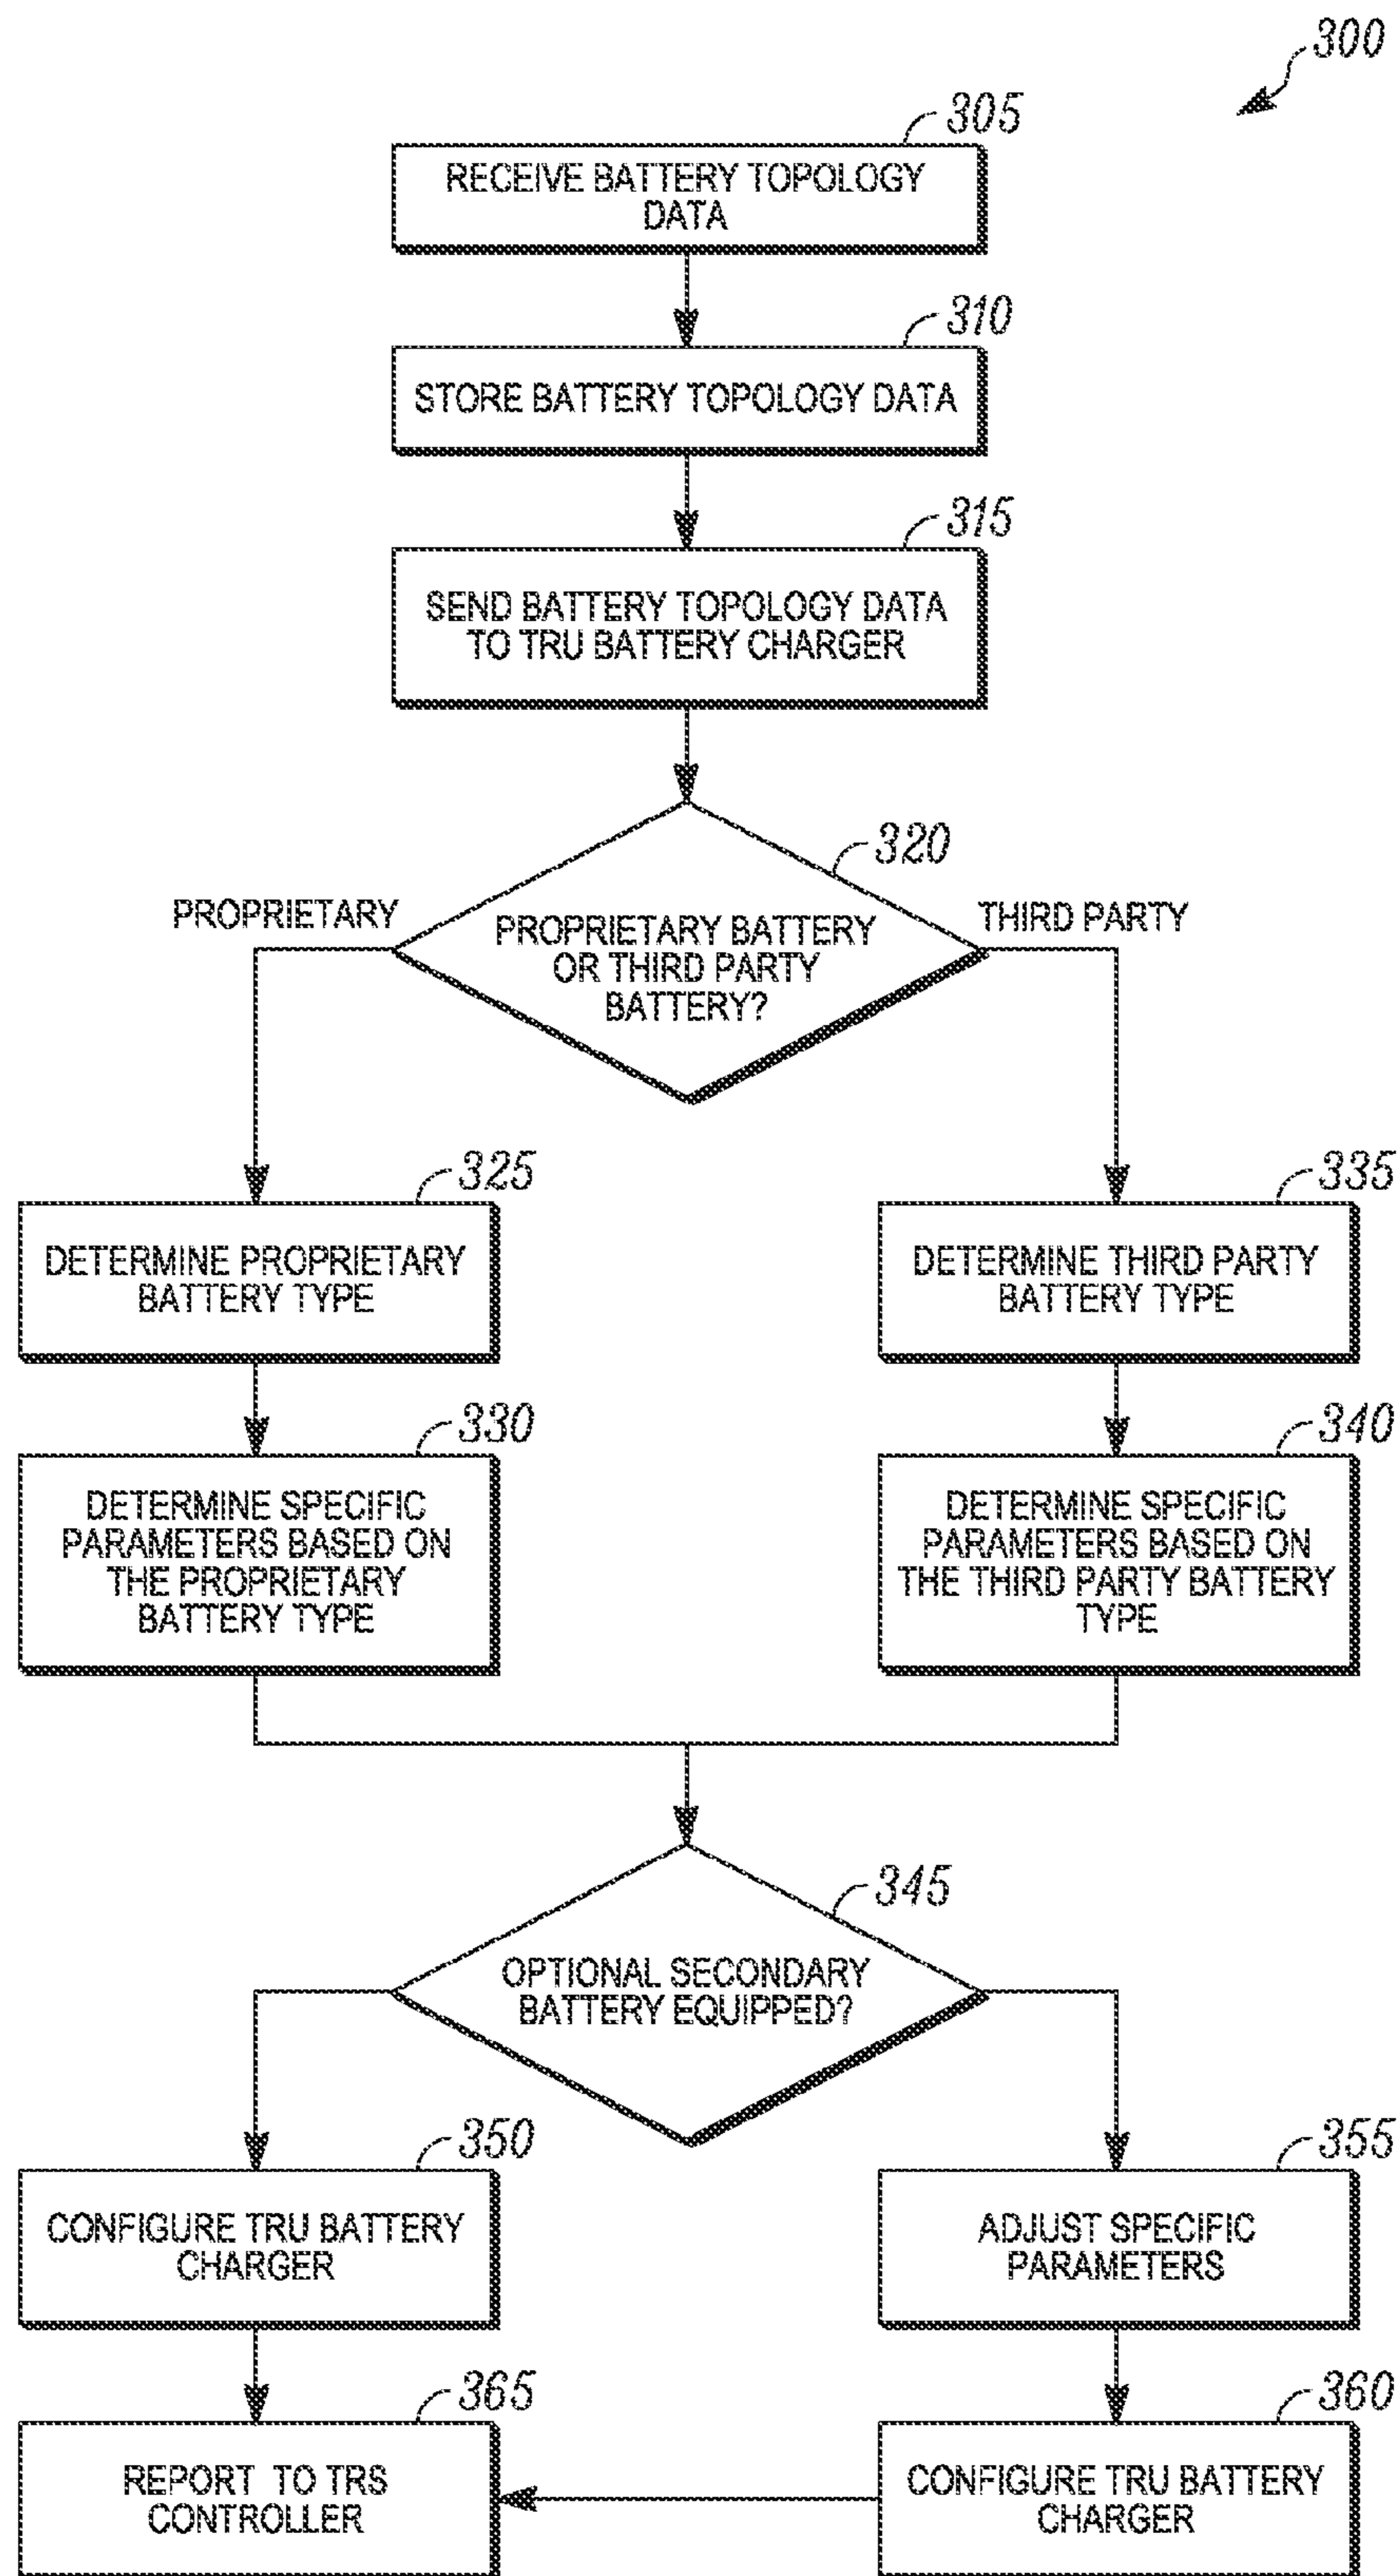 300
305
RECEIVE BATTERY TOPOLOGY
DATA
310
STORE BATTERY TOPOLOGY DATA
315
SEND BATTERY TOPOLOGY DATA
TO TRU BATTERY CHARGER
320
PROPRIETARY
THIRD PARTY
PROPRIETARY BATTERY
OR THIRD PARTY
BATTERY?
325
DETERMINE PROPRIETARY
BATTERY TYPE
335
DETERMINE THIRD PARTY
BATTERY TYPE
330
DETERMINE SPECIFIC
PARAMETERS BASED ON
THE PROPRIETARY
BATTERY TYPE
340
DETERMINE SPECIFIC
PARAMETERS BASED ON
THE THIRD PARTY BATTERY
TYPE
345
OPTIONAL SECONDARY
BATTERY EQUIPPED?
350
CONFIGURE TRU BATTERY
CHARGER
355
ADJUST SPECIFIC
PARAMETERS
365
REPORT TO TRS
CONTROLLER
360
CONFIGURE TRU BATTERY
CHARGER